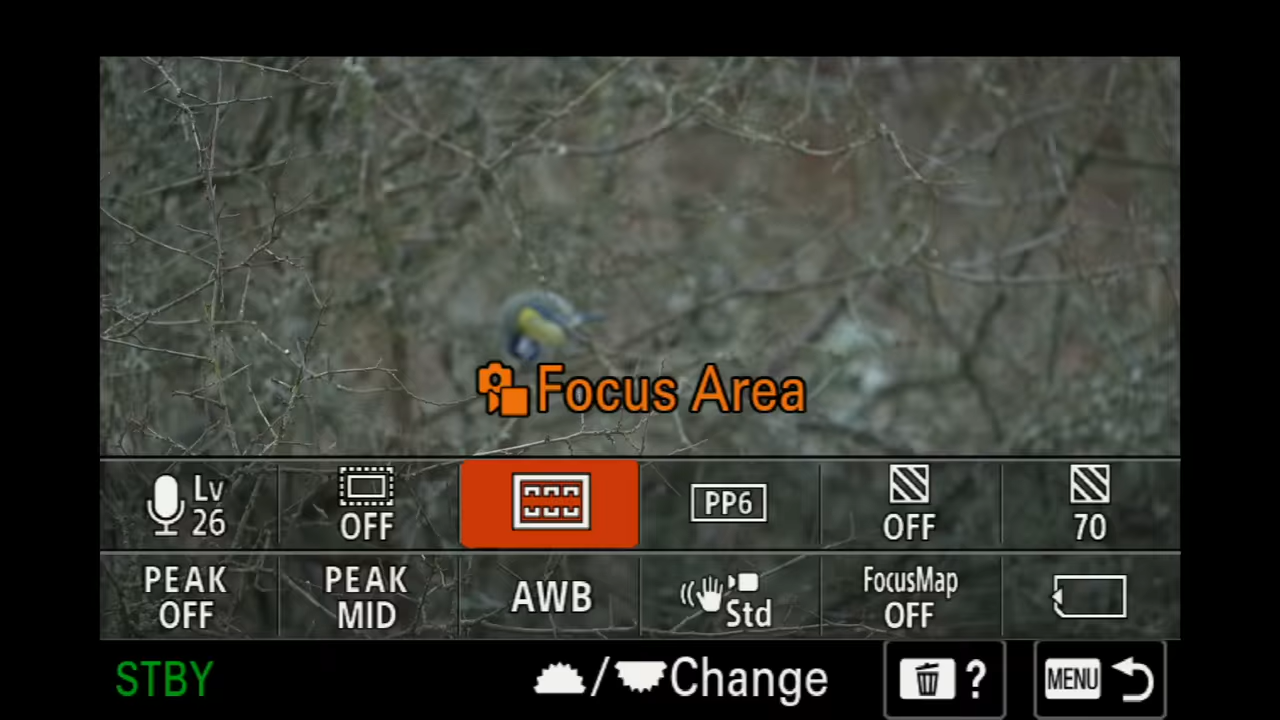 Focus Area
Lv
26
OFF
PP6
OFF
70
PEAK
OFF
PEAK
MID
AWB
Std
FocusMap
OFF
STBY
/
Change
?
MENU